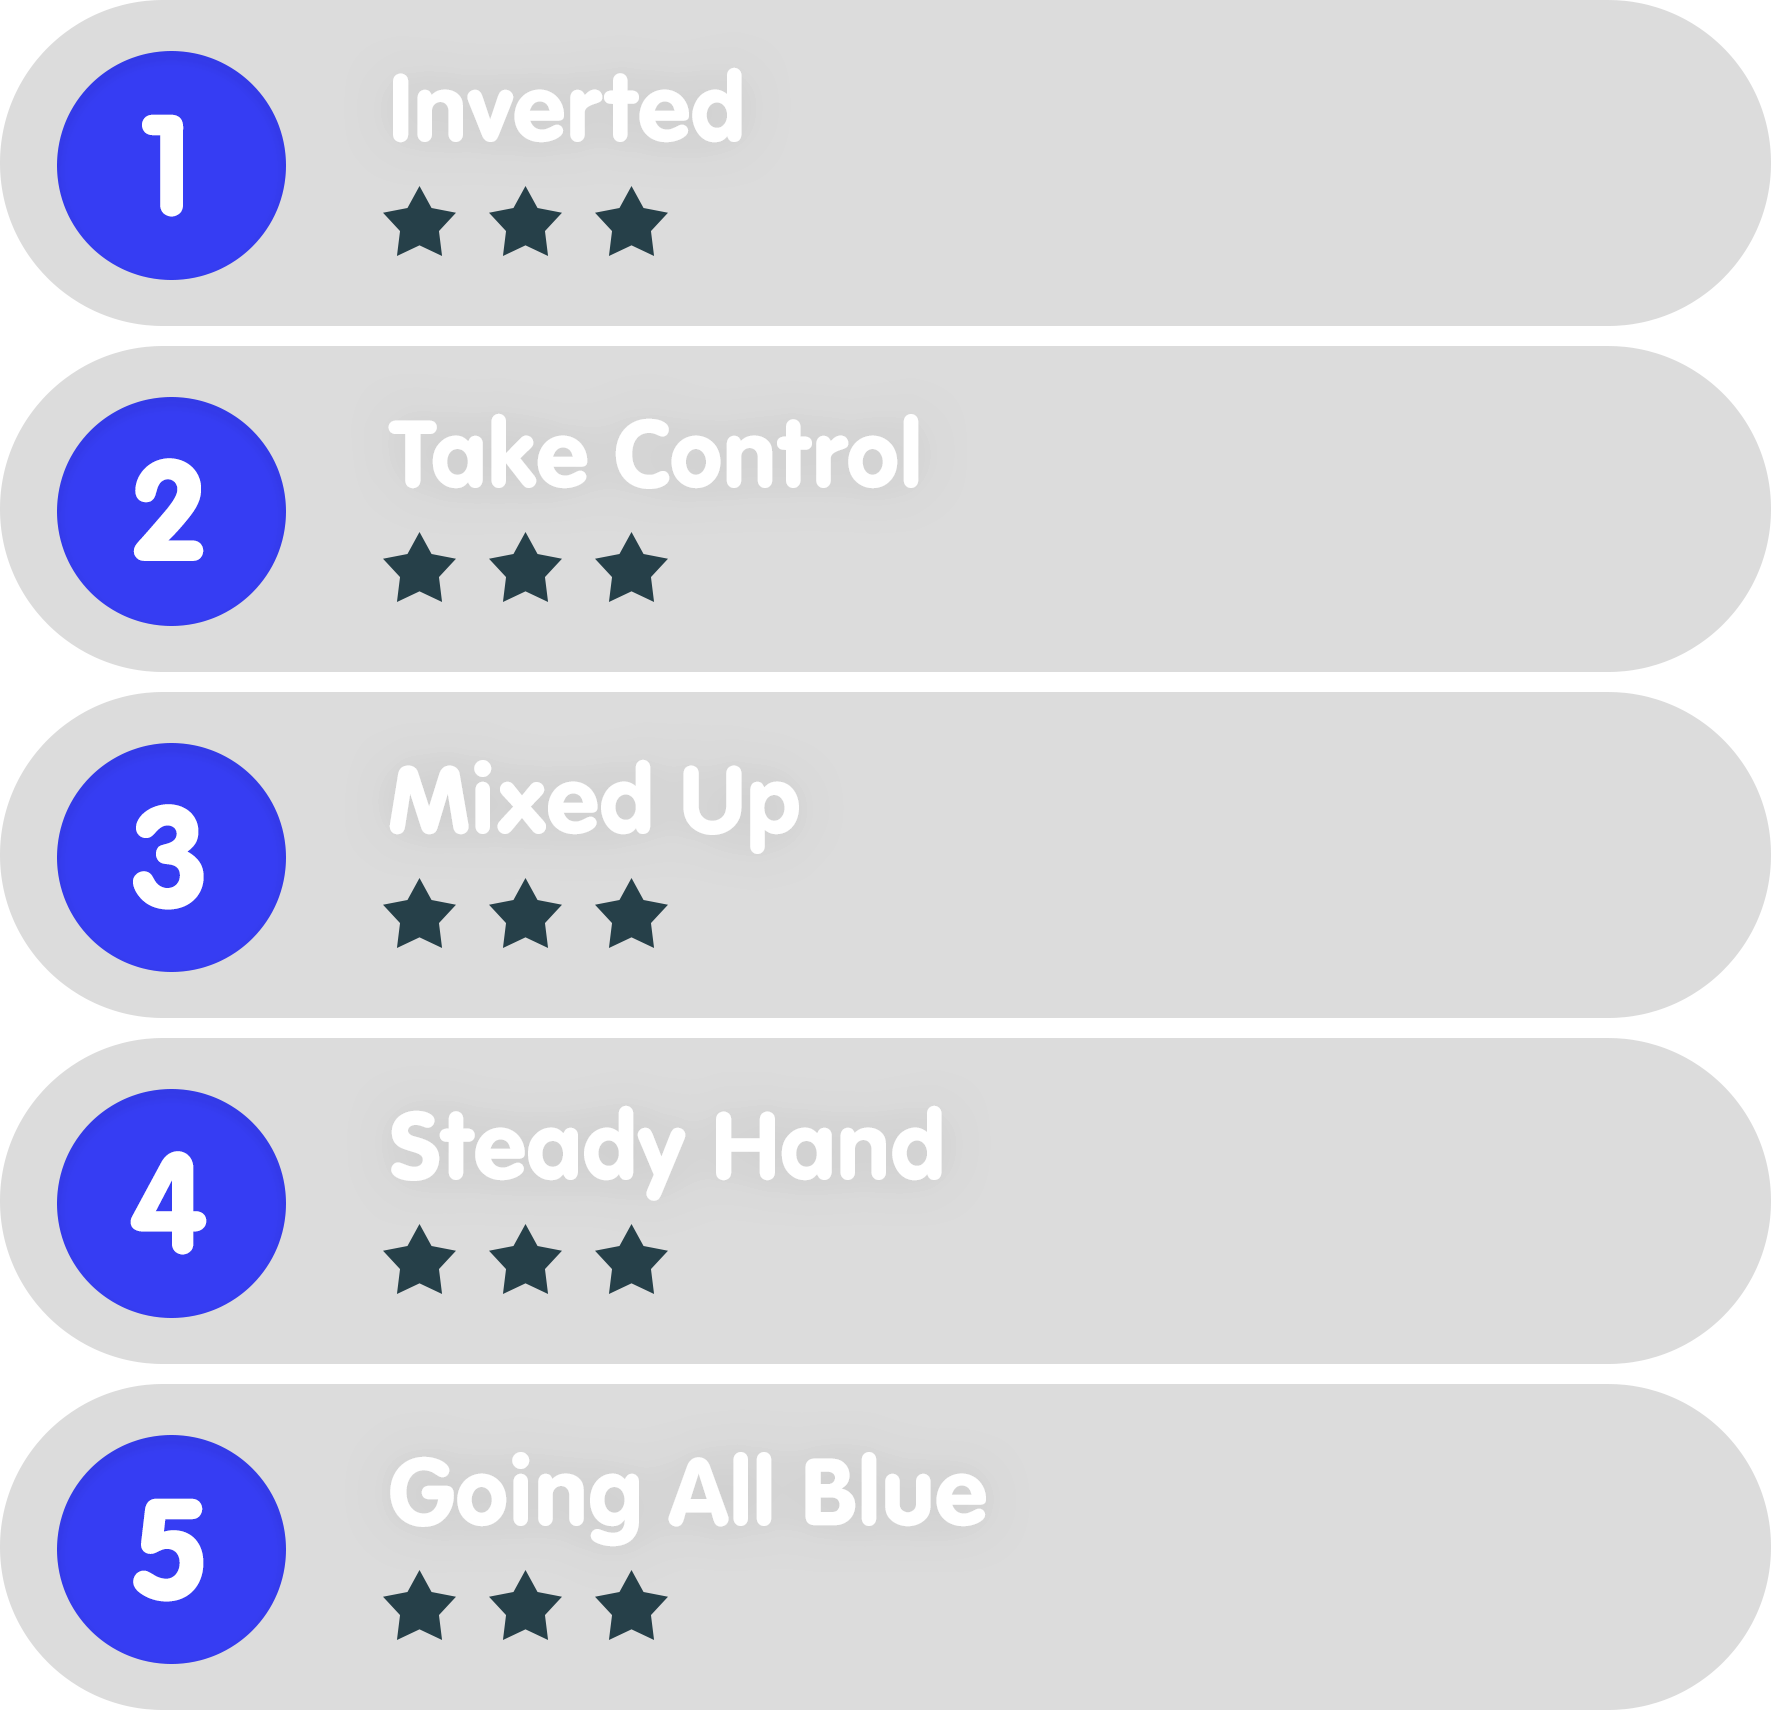 1
Inverted
2
Take Control
3
Mixed Up
4
Steady Hand
5
Going All Blue